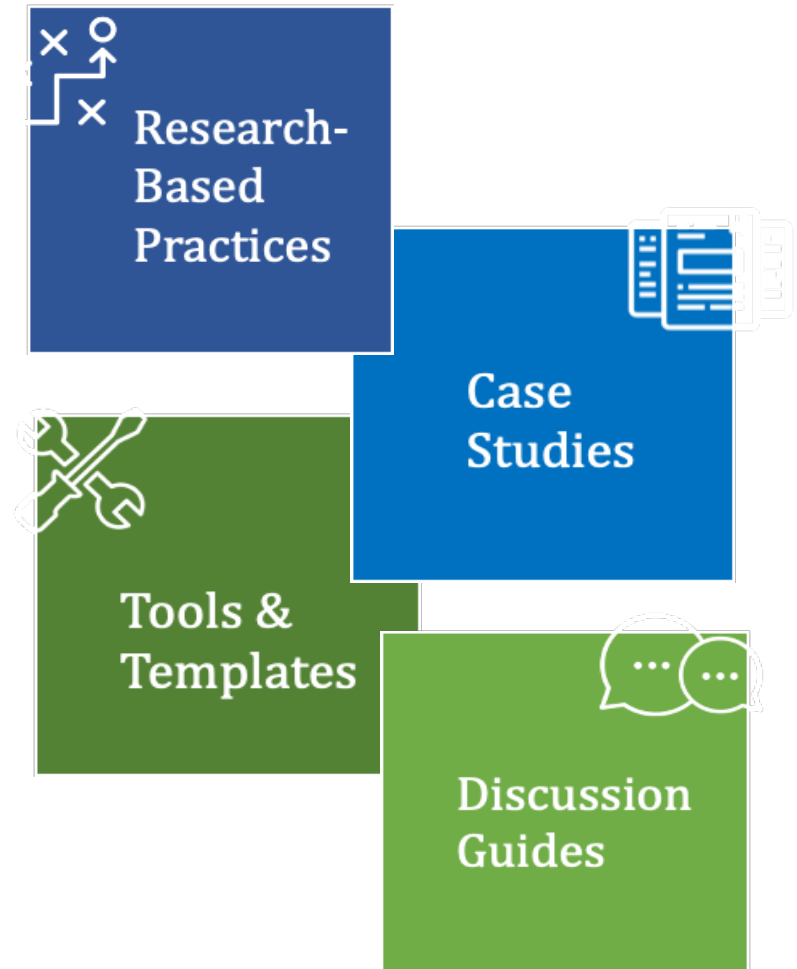 Research-
Based
Practices
Case
Studies
Tools &
Templates
Discussion
Guides